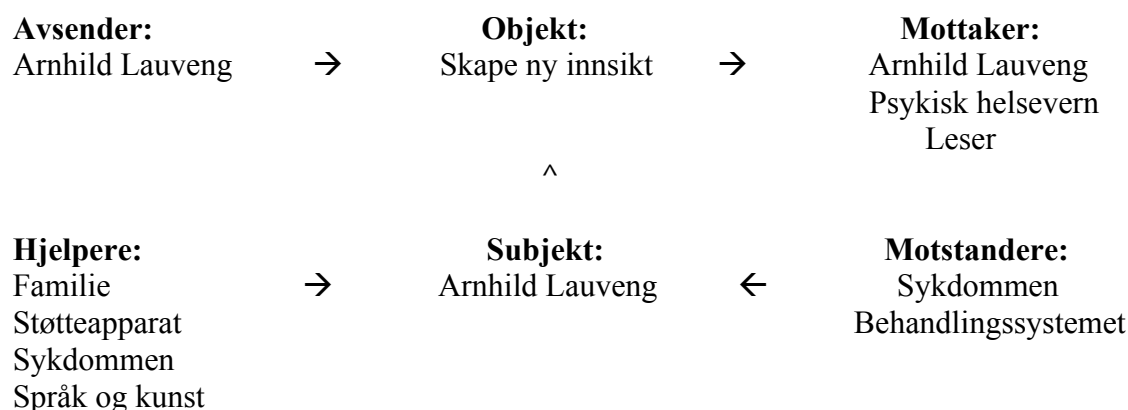 Avsender: Objekt: Mottaker:
Arnhild Lauveng → Skape ny innsikt → Arnhild Lauveng
Psykisk helsevern
Leser
^
Hjelpere: Subjekt: Motstandere:
Familie → Arnhild Lauveng ← Sykdommen
Støtteapparat Behandlingssystemet
Sykdommen
Språk og kunst